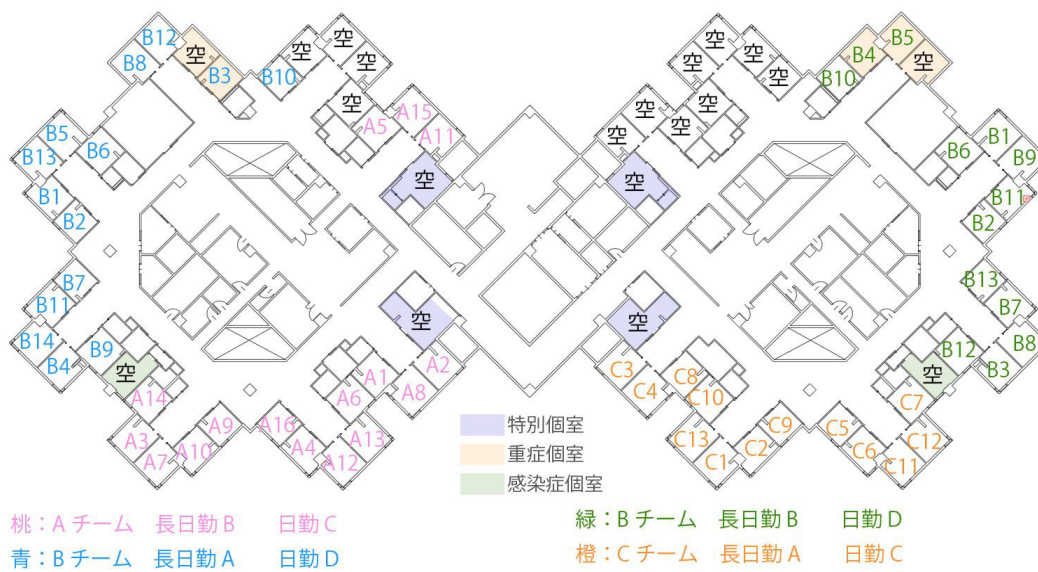 B12
空
B8
B3
B10
空
空
空
空
A15
A5
A11
空
B5
B6
B13
B1
B2
B7
B11
B14
B9
B4
空
A14
A3
A7
A10
A9
A16
A4
A12
A13
A6
A1
A8
A2
空
空
空
空
空
空
空
空
空
空
B4
B5
空
B10
B6
B1
B9
B11
B2
B13
B7
B12
B8
B3
空
C7
空
C3
C4
C8
C10
C13
C1
C2
C9
C5
C6
C11
C12
特別個室
重症個室
感染症個室
桃：A チーム 長日勤 B 日勤 C
青：B チーム 長日勤 A 日勤 D
緑：B チーム 長日勤 B 日勤 D
橙：C チーム 長日勤 A 日勤 C